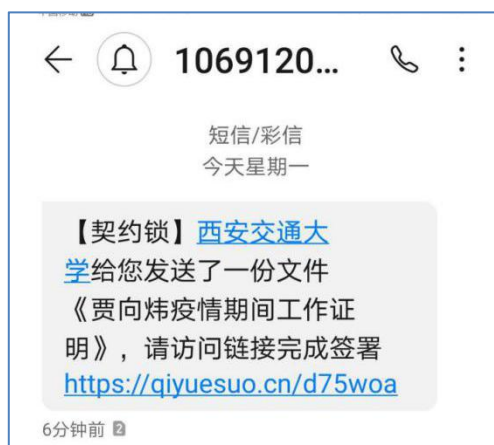 1069120...
短信/彩信
今天星期一
【契约锁】西安交通大
学给您发送了一份文件
《贾向炜疫情期间工作证
明》，请访问链接完成签署
https://qiyuesuo.cn/d75woa
6分钟前 2